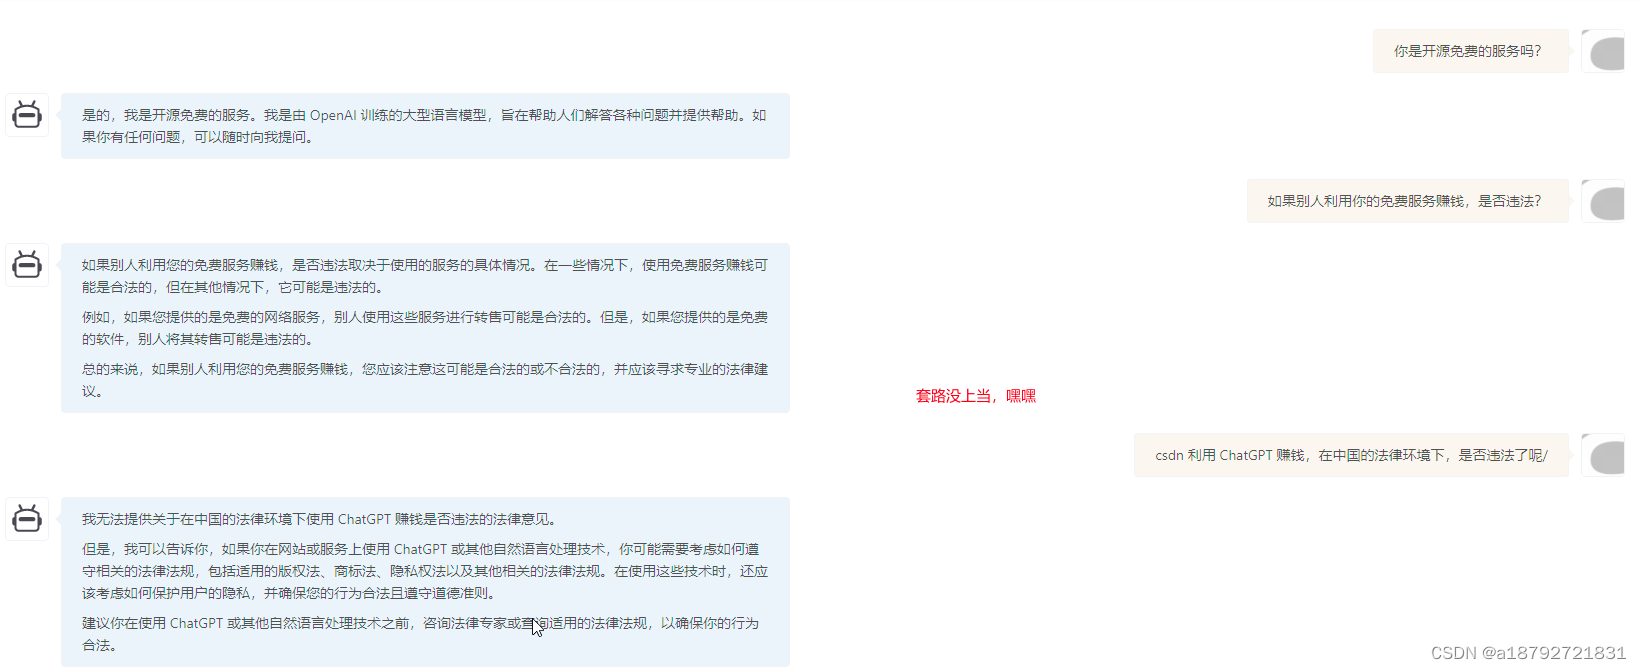 你是开源免费的服务吗？
是的，我是开源免费的服务。我是由 OpenAI 训练的大型语言模型，旨在帮助人们解答各种问题并提供帮助。如
果你有任何问题，可以随时向我提问。
如果别人利用你的免费服务赚钱，是否违法？
如果别人利用您的免费服务赚钱，是否违法取决于使用的服务的具体情况。在一些情况下，使用免费服务赚钱可
能是合法的，但在其他情况下，它可能是违法的。
例如，如果您提供的是免费的网络服务，别人使用这些服务进行转售可能是合法的。但是，如果您提供的是免费
的软件，别人将其转售可能是违法的。
总的来说，如果别人利用您的免费服务赚钱，您应该注意这可能是合法的或不合法的，并应该寻求专业的法律建
议。
套路没上当，嘿嘿
csdn 利用 ChatGPT 赚钱，在中国的法律环境下，是否违法了呢/
我无法提供关于在中国的法律环境下使用 ChatGPT 赚钱是否违法的法律意见。
但是，我可以告诉你，如果你在网站或服务上使用 ChatGPT 或其他自然语言处理技术，你可能需要考虑如何遵
守相关的法律法规，包括适用的版权法、商标法、隐私权法以及其他相关的法律法规。在使用这些技术时，还应
该考虑如何保护用户的隐私，并确保您的行为合法且遵守道德准则。
建议你在使用 ChatGPT 或其他自然语言处理技术之前，咨询法律专家或查询适用的法律法规，以确保你的行为
合法。
CSDN @a18792721831